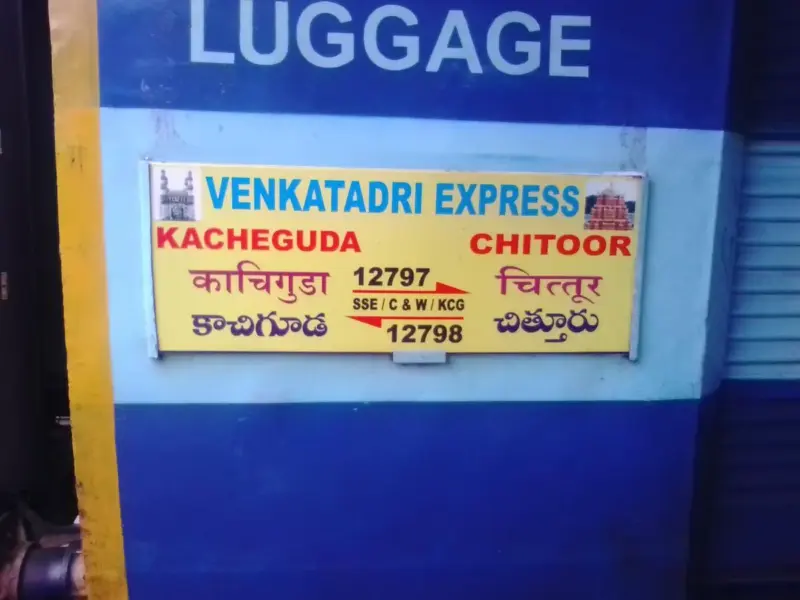 LUGGAGE
VENKATADRI EXPRESS
KACHEGUDA CHITOOR
काचिगुडा 12797 चित्तूर
SSE / C & W / KCG
కాచిగూడ 12798 చిత్తూరు